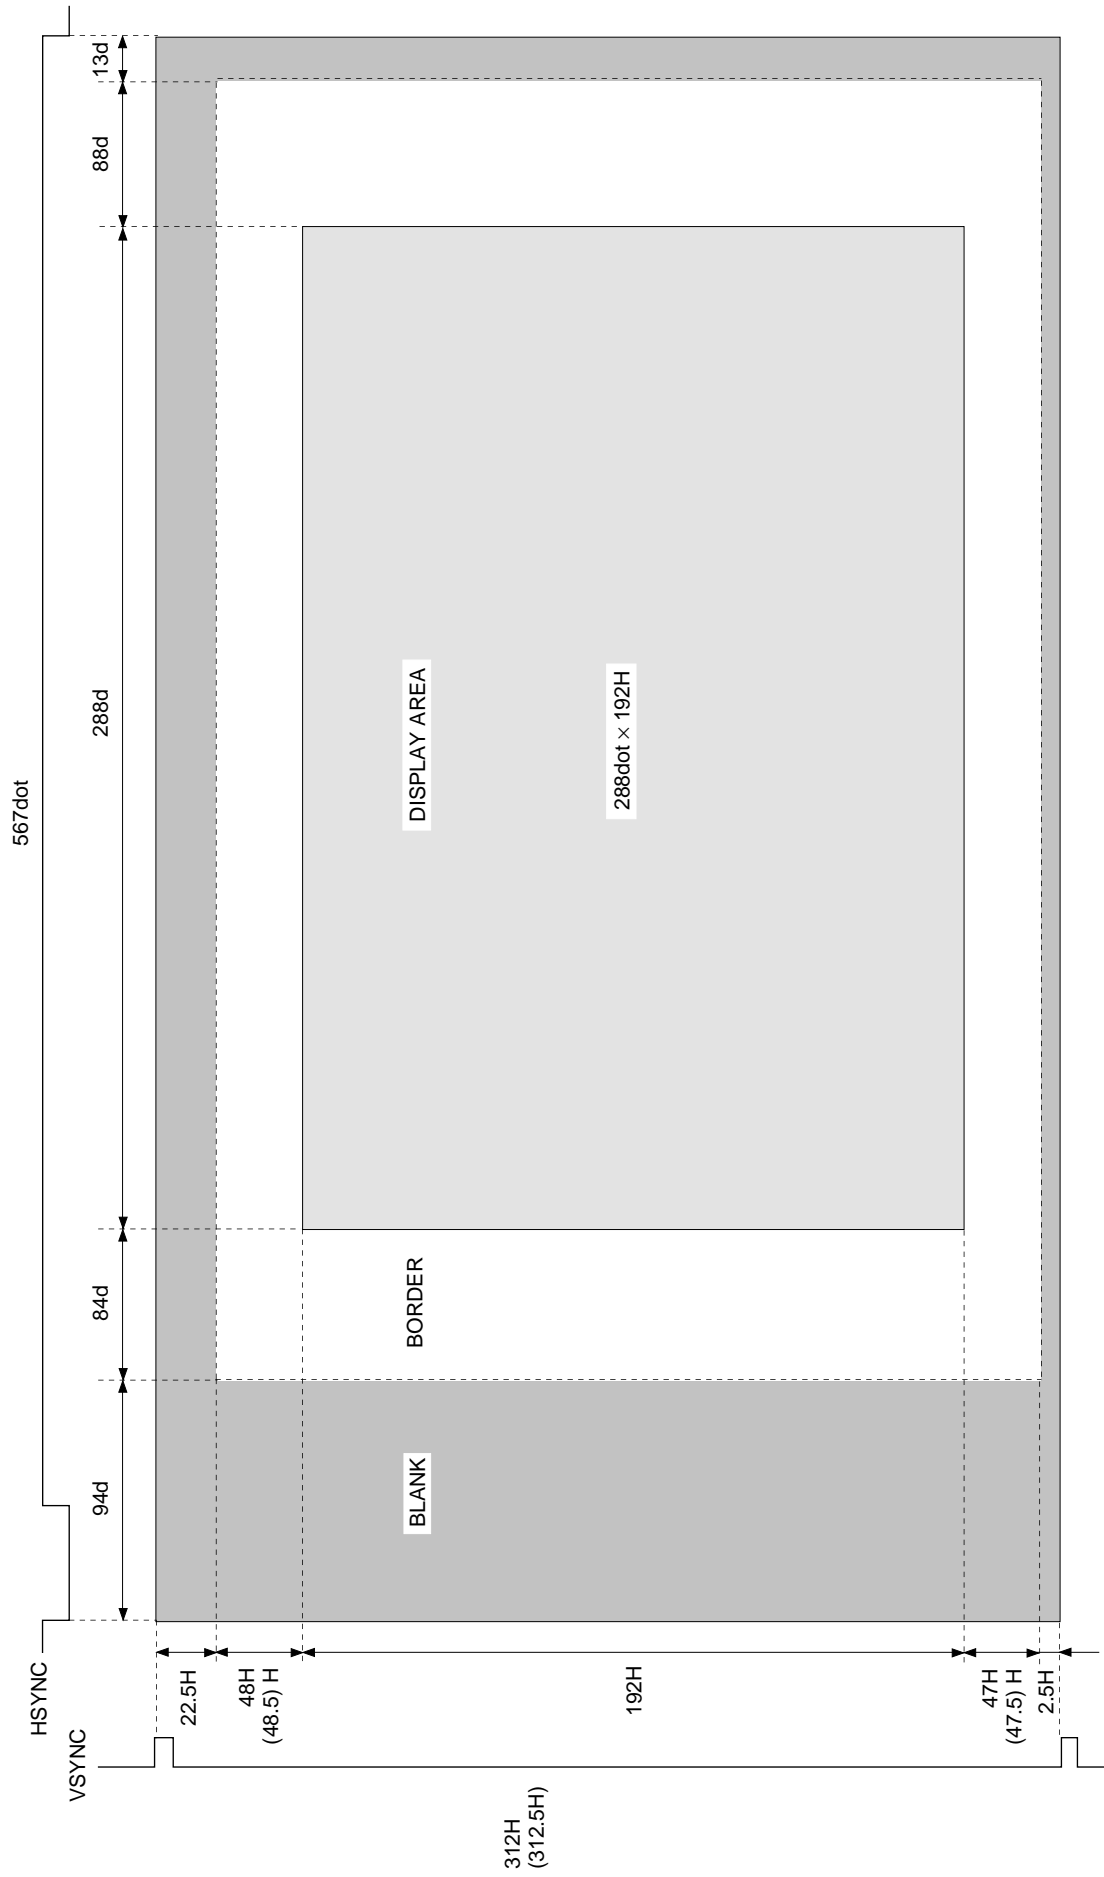 567dot
HSYNC
94d
84d
288d
88d
13d
VSYNC
22.5H
48H
(48.5) H
192H
47H
(47.5) H
2.5H
312H
(312.5H)
BLANK
BORDER
DISPLAY AREA
288dot × 192H